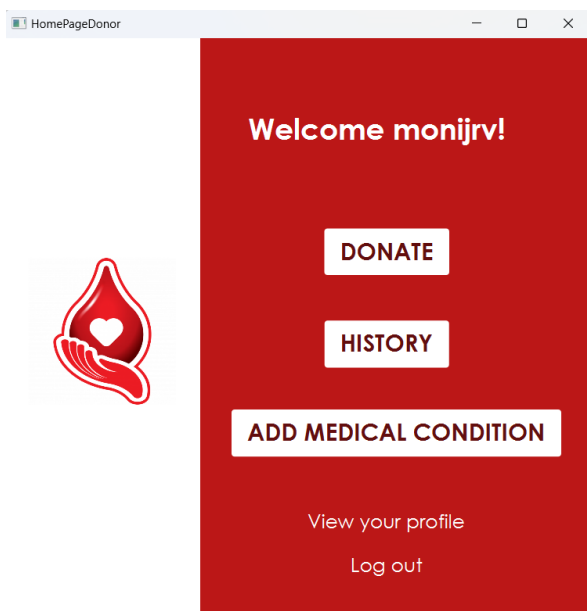 HomePageDonor
Welcome monijrv!
DONATE
HISTORY
ADD MEDICAL CONDITION
View your profile
Log out